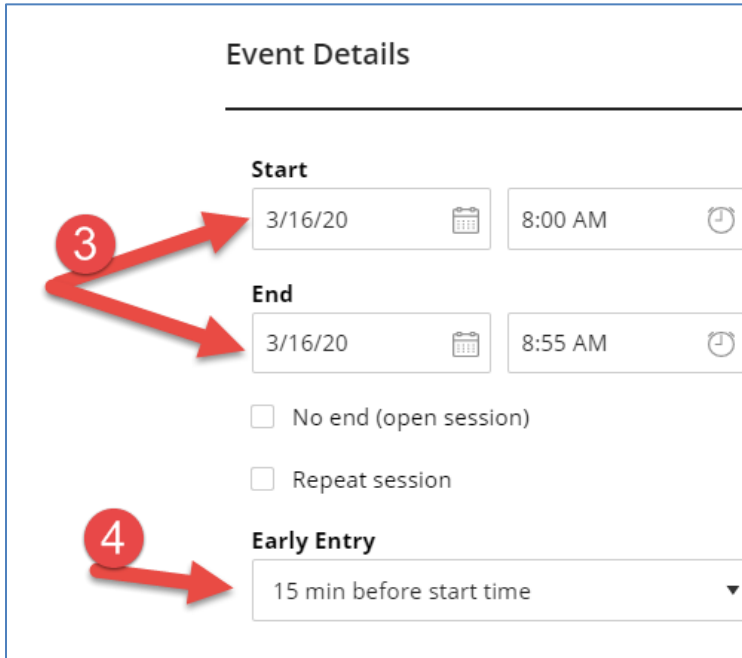 Event Details
Start
3/16/20 8:00 AM
3
End
3/16/20 8:55 AM
No end (open session)
Repeat session
4
Early Entry
15 min before start time